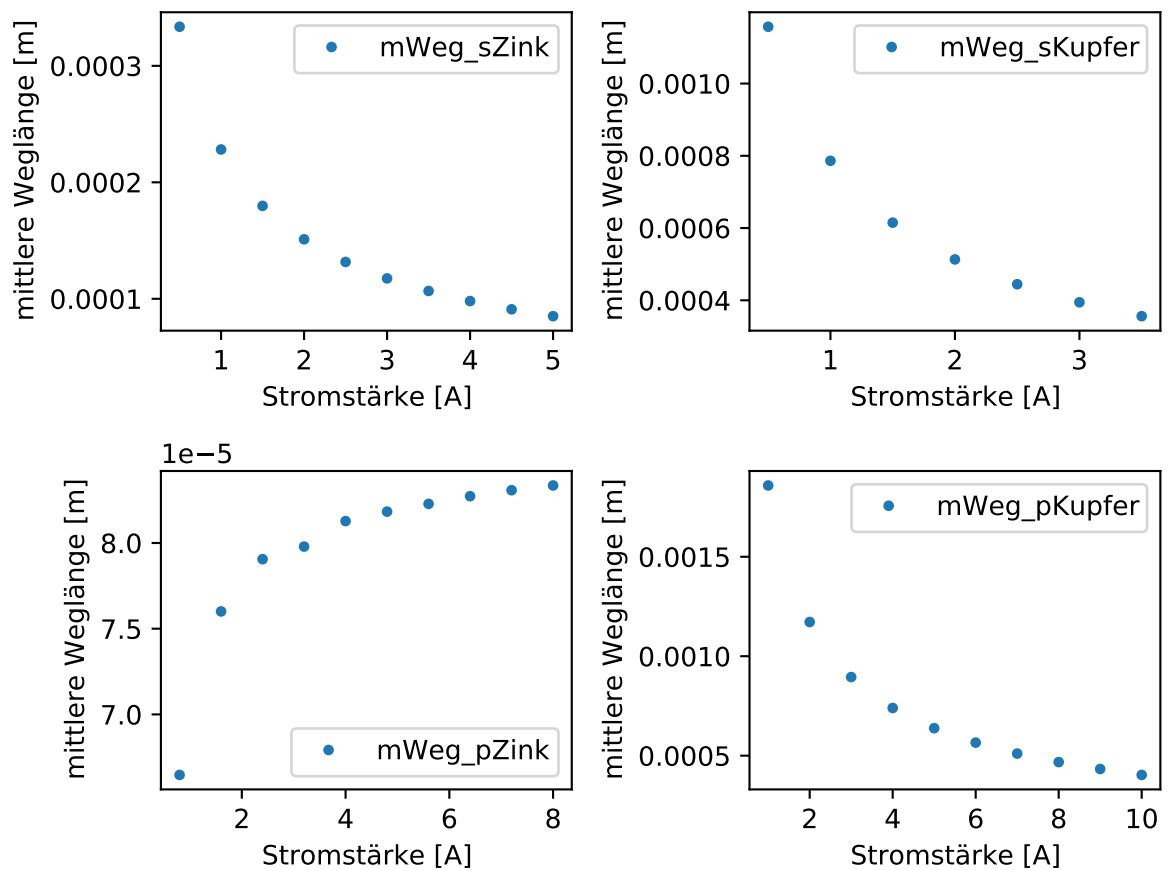 mittlere Weglänge [m]
0.0003
0.0002
0.0001
mWeg_sZink
1 2 3 4 5
Stromstärke [A]
mittlere Weglänge [m]
0.0010
0.0008
0.0006
0.0004
mWeg_sKupfer
1 2 3
Stromstärke [A]
1e−5
mittlere Weglänge [m]
8.0
7.5
7.0
mWeg_pZink
2 4 6 8
Stromstärke [A]
mittlere Weglänge [m]
0.0015
0.0010
0.0005
mWeg_pKupfer
2 4 6 8 10
Stromstärke [A]